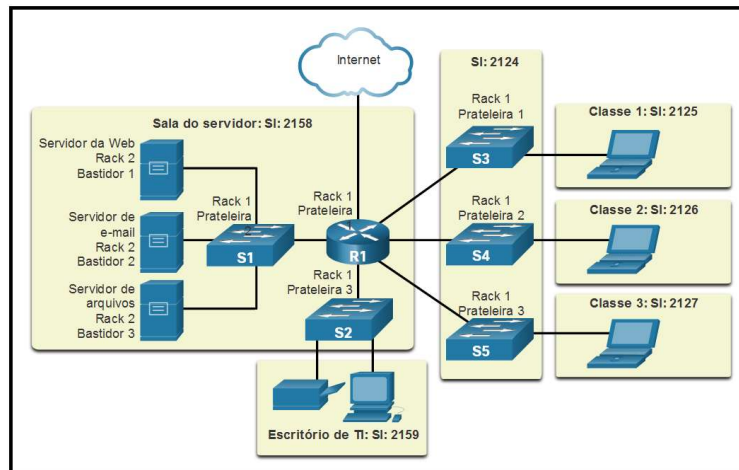 Internet
Sala do servidor: SI: 2158
Servidor da Web
Rack 2
Bastidor 1
Servidor de
e-mail
Rack 2
Bastidor 2
Servidor de
arquivos
Rack 2
Bastidor 3
Rack 1
Prateleira
2
S1
Rack 1
Prateleira
R1
Rack 1
Prateleira 3
S2
Escritório de TI: SI: 2159
SI: 2124
Rack 1
Prateleira 1
S3
Rack 1
Prateleira 2
S4
Rack 1
Prateleira 3
S5
Classe 1: SI: 2125
Classe 2: SI: 2126
Classe 3: SI: 2127